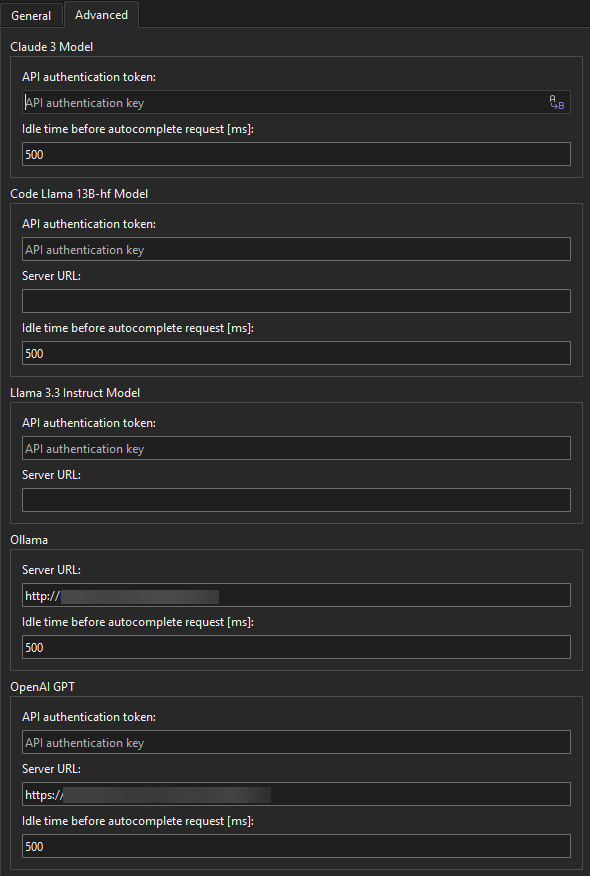 General Advanced
Claude 3 Model
API authentication token:
API authentication key
Idle time before autocomplete request [ms]:
500
Code Llama 13B-hf Model
API authentication token:
API authentication key
Server URL:
Idle time before autocomplete request [ms]:
500
Llama 3.3 Instruct Model
API authentication token:
API authentication key
Server URL:
Ollama
Server URL:
http://
Idle time before autocomplete request [ms]:
500
OpenAI GPT
API authentication token:
API authentication key
Server URL:
https://
Idle time before autocomplete request [ms]:
500